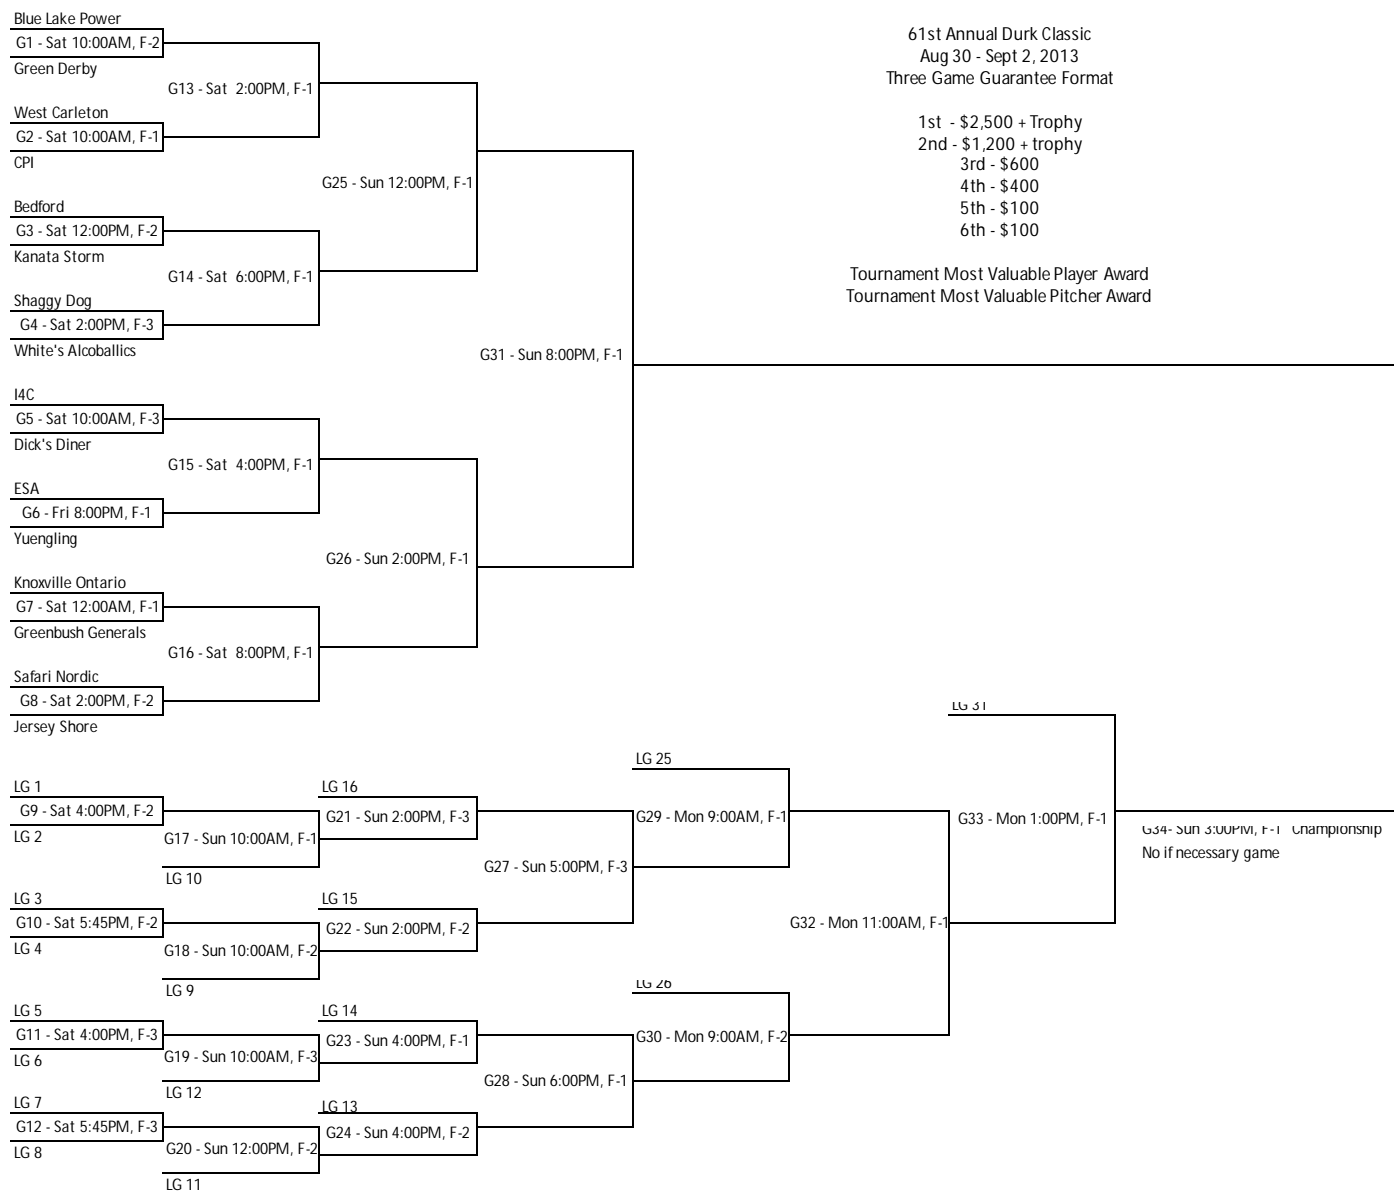 Blue Lake Power
G1 - Sat 10:00AM, F-2
Green Derby
G13 - Sat 2:00PM, F-1
West Carleton
G2 - Sat 10:00AM, F-1
CPI
G25 - Sun 12:00PM, F-1
Bedford
G3 - Sat 12:00PM, F-2
Kanata Storm
G14 - Sat 6:00PM, F-1
Shaggy Dog
G4 - Sat 2:00PM, F-3
White's Alcoballics
G31 - Sun 8:00PM, F-1
I4C
G5 - Sat 10:00AM, F-3
Dick's Diner
G15 - Sat 4:00PM, F-1
ESA
G6 - Fri 8:00PM, F-1
Yuengling
G26 - Sun 2:00PM, F-1
Knoxville Ontario
G7 - Sat 12:00AM, F-1
Greenbush Generals
G16 - Sat 8:00PM, F-1
Safari Nordic
G8 - Sat 2:00PM, F-2
Jersey Shore
61st Annual Durk Classic
Aug 30 - Sept 2, 2013
Three Game Guarantee Format
1st - $2,500 + Trophy
2nd - $1,200 + trophy
3rd - $600
4th - $400
5th - $100
6th - $100
Tournament Most Valuable Player Award
Tournament Most Valuable Pitcher Award
LG 31
LG 25
LG 1
G9 - Sat 4:00PM, F-2
LG 2
LG 16
G21 - Sun 2:00PM, F-3
G17 - Sun 10:00AM, F-1
LG 10
G29 - Mon 9:00AM, F-1
G33 - Mon 1:00PM, F-1
G34- Sun 3:00PM, F-1 Championship
No if necessary game
G27 - Sun 5:00PM, F-3
LG 3
G10 - Sat 5:45PM, F-2
LG 4
LG 15
G22 - Sun 2:00PM, F-2
G18 - Sun 10:00AM, F-2
LG 9
G32 - Mon 11:00AM, F-1
LG 26
LG 5
G11 - Sat 4:00PM, F-3
LG 6
LG 14
G23 - Sun 4:00PM, F-1
G19 - Sun 10:00AM, F-3
LG 12
G30 - Mon 9:00AM, F-2
G28 - Sun 6:00PM, F-1
LG 7
G12 - Sat 5:45PM, F-3
LG 8
LG 13
G24 - Sun 4:00PM, F-2
G20 - Sun 12:00PM, F-2
LG 11